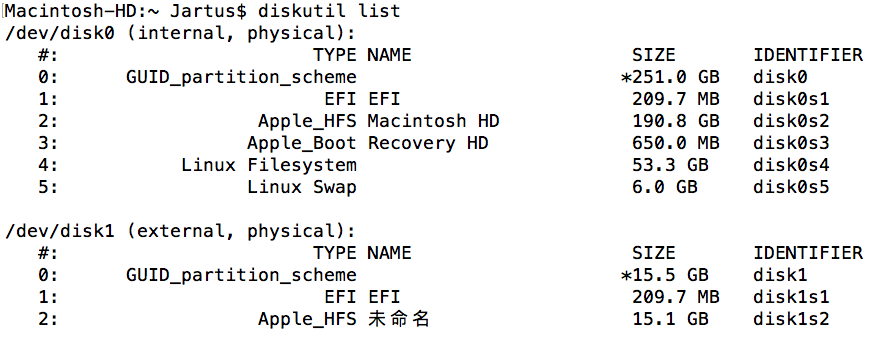 Macintosh-HD:~ Jartus$ diskutil list
/dev/disk0 (internal, physical):
   #:                       TYPE NAME                    SIZE       IDENTIFIER
   0:      GUID_partition_scheme                        *251.0 GB   disk0
   1:                        EFI EFI                     209.7 MB   disk0s1
   2:                  Apple_HFS Macintosh HD            190.8 GB   disk0s2
   3:                 Apple_Boot Recovery HD             650.0 MB   disk0s3
   4:           Linux Filesystem                         53.3 GB    disk0s4
   5:                 Linux Swap                         6.0 GB     disk0s5
/dev/disk1 (external, physical):
   #:                       TYPE NAME                    SIZE       IDENTIFIER
   0:      GUID_partition_scheme                        *15.5 GB    disk1
   1:                        EFI EFI                     209.7 MB   disk1s1
   2:                  Apple_HFS 未命名                  15.1 GB    disk1s2